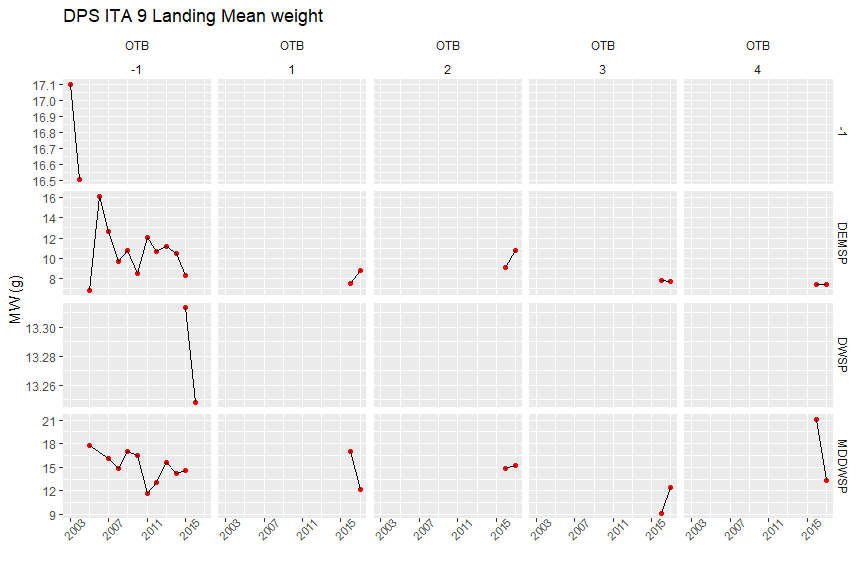 DPS ITA 9 Landing Mean weight
OTB OTB OTB OTB OTB
-1 1 2 3 4
17.1
17.0
16.9
16.8
16.7
16.6
16.5
-1
16
14
12
10
8
DEMSP
MW (g)
13.30
13.28
13.26
DWSP
21
18
15
12
9
MDDWSP
2003 2007 2011 2015 2003 2007 2011 2015 2003 2007 2011 2015 2003 2007 2011 2015 2003 2007 2011 2015